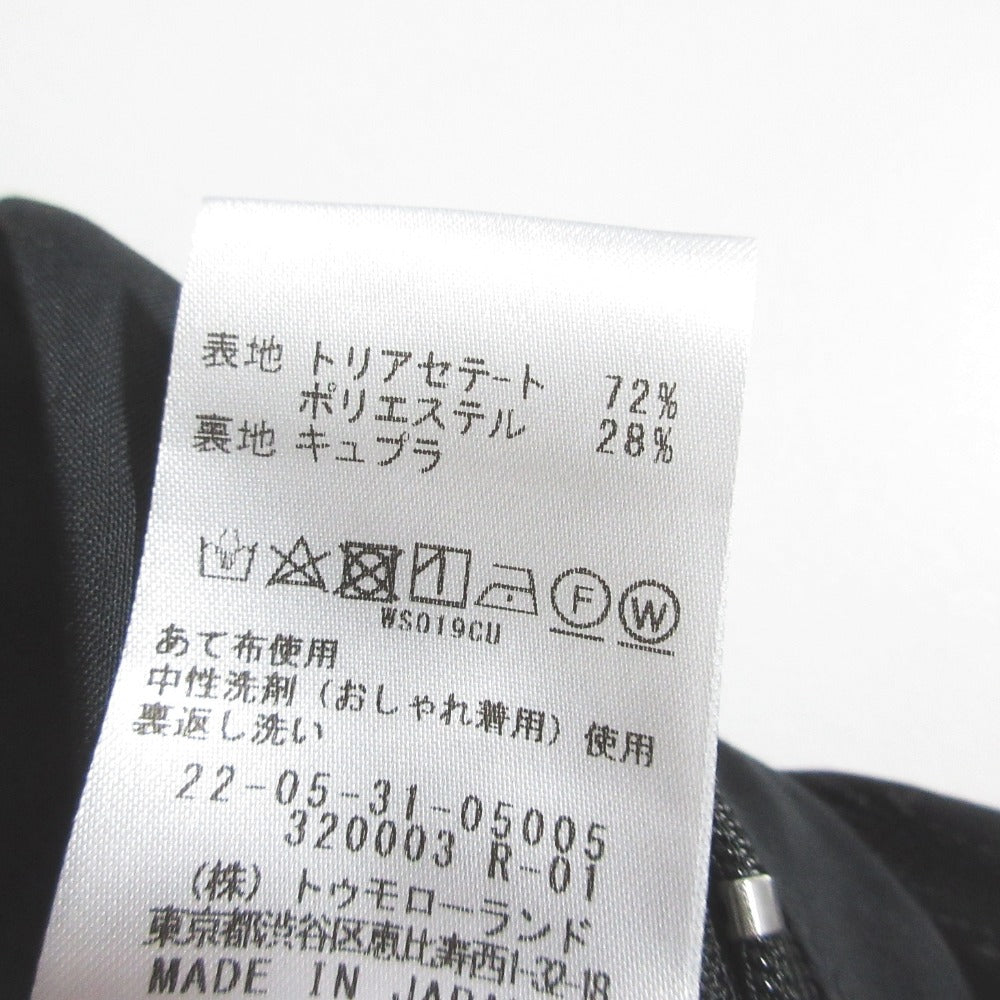 表地 トリアセテート 72%
ポリエステル 28%
裏地 キュプラ
F W
WS019CU
あて布使用
中性洗剤(おしゃれ着用)使用
裏返し洗い
22-05-31-05005
320003 R-01
(株)トゥモローランド
東京都渋谷区恵比寿西1-32-18
MADE IN JAPAN